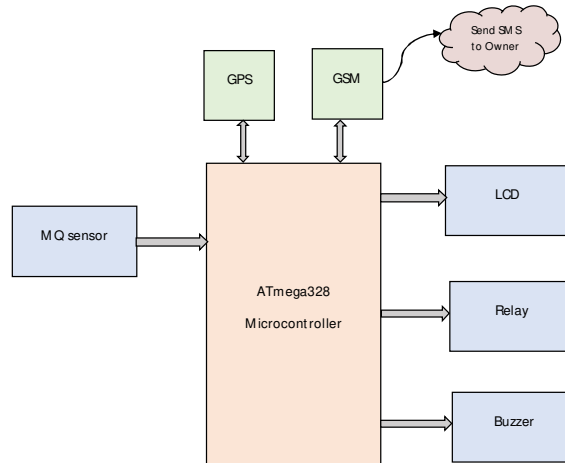 Send SMS
to Owner
GPS
GSM
LCD
MQ sensor
ATmega328
Microcontroller
Relay
Buzzer